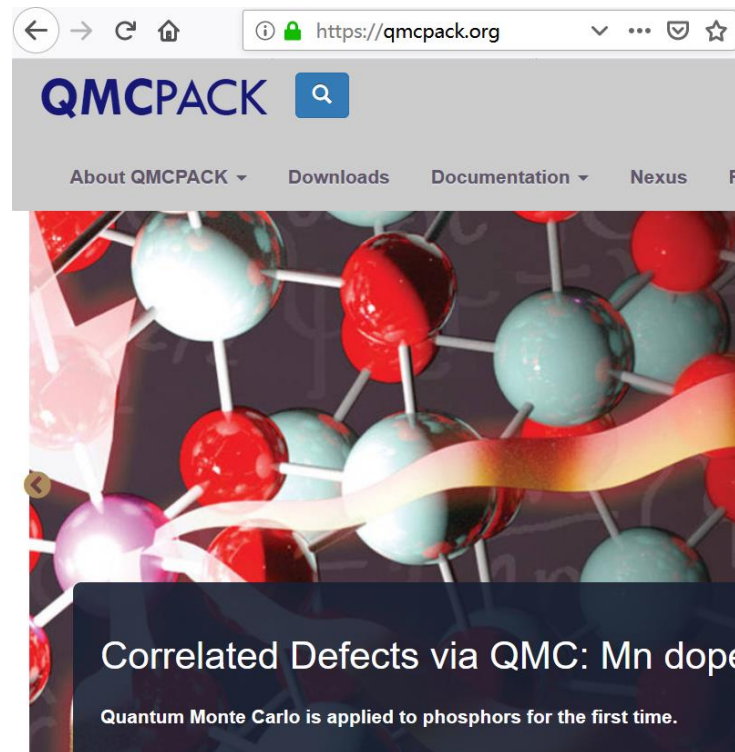 https://qmcpack.org
QMCPACK
About QMCPACK Downloads Documentation Nexus
Correlated Defects via QMC: Mn dope
Quantum Monte Carlo is applied to phosphors for the first time.